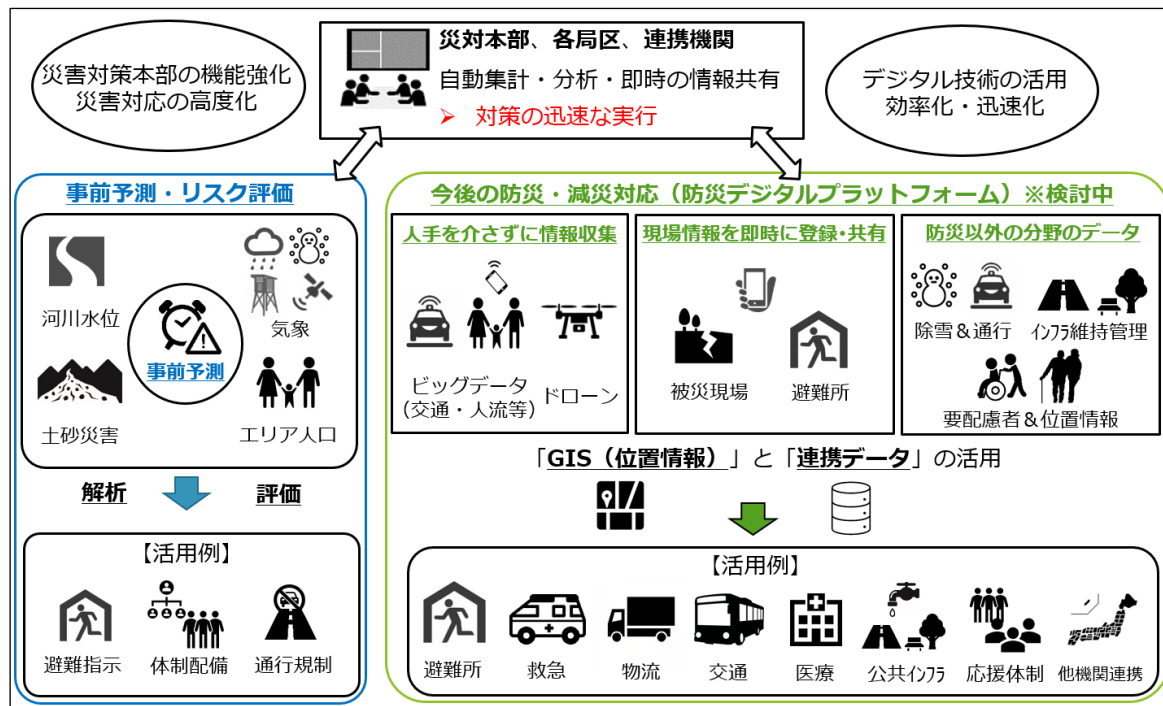 災害対策本部の機能強化
災害対応の高度化
災対本部、各局区、連携機関
自動集計・分析・即時の情報共有
➢ 対策の迅速な実行
デジタル技術の活用
効率化・迅速化
事前予測・リスク評価
河川水位
気象
事前予測
土砂災害
エリア人口
解析
評価
【活用例】
避難指示
体制配備
通行規制
今後の防災・減災対応（防災デジタルプラットフォーム）※検討中
人手を介さずに情報収集
ビッグデータ
(交通・人流等)
ドローン
現場情報を即時に登録・共有
被災現場
避難所
防災以外の分野のデータ
除雪＆通行
インフラ維持管理
要配慮者＆位置情報
「GIS（位置情報）」と「連携データ」の活用
【活用例】
避難所
救急
物流
交通
医療
公共インフラ
応援体制
他機関連携